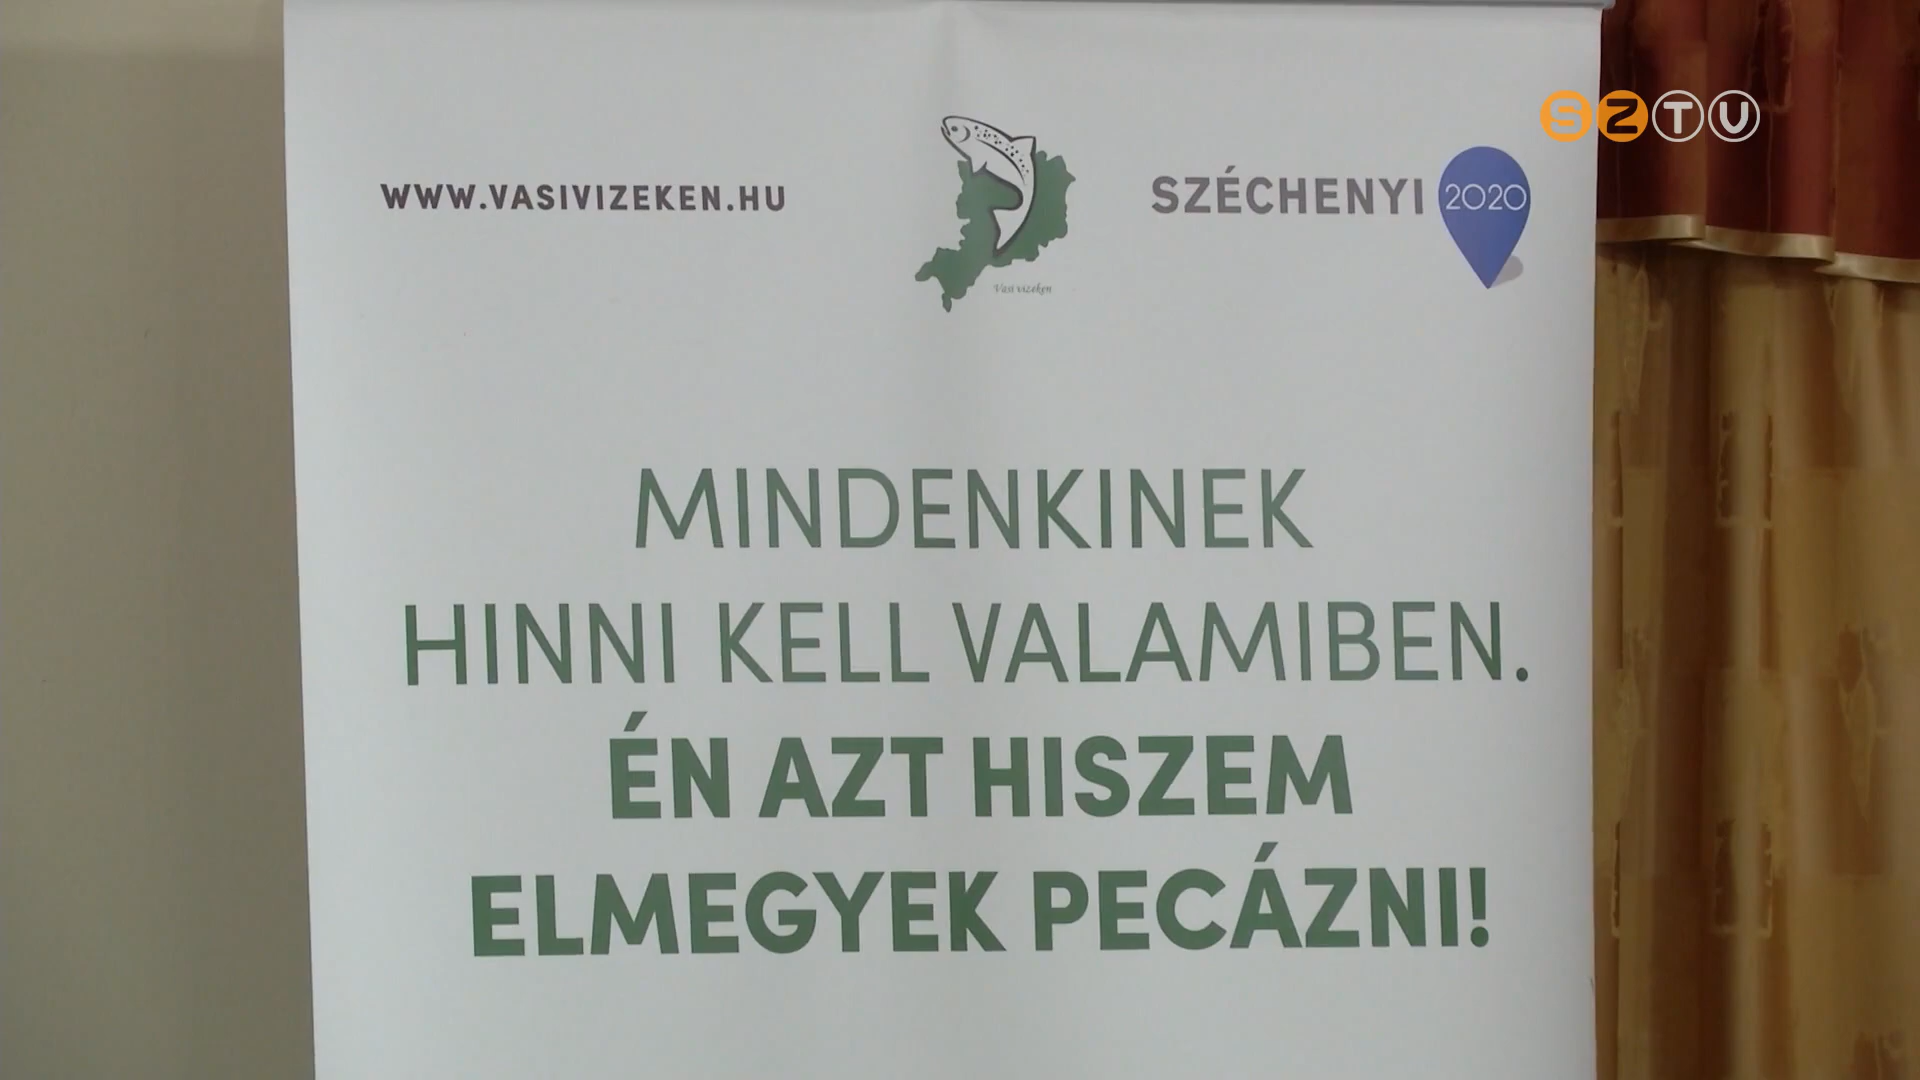 SZTV
WWW.VASIVIZEKEN.HU
Vasi vizeken
SZÉCHENYI 2020
MINDENKINEK
HINNI KELL VALAMIBEN.
ÉN AZT HISZEM
ELMEGYEK PECÁZNI!